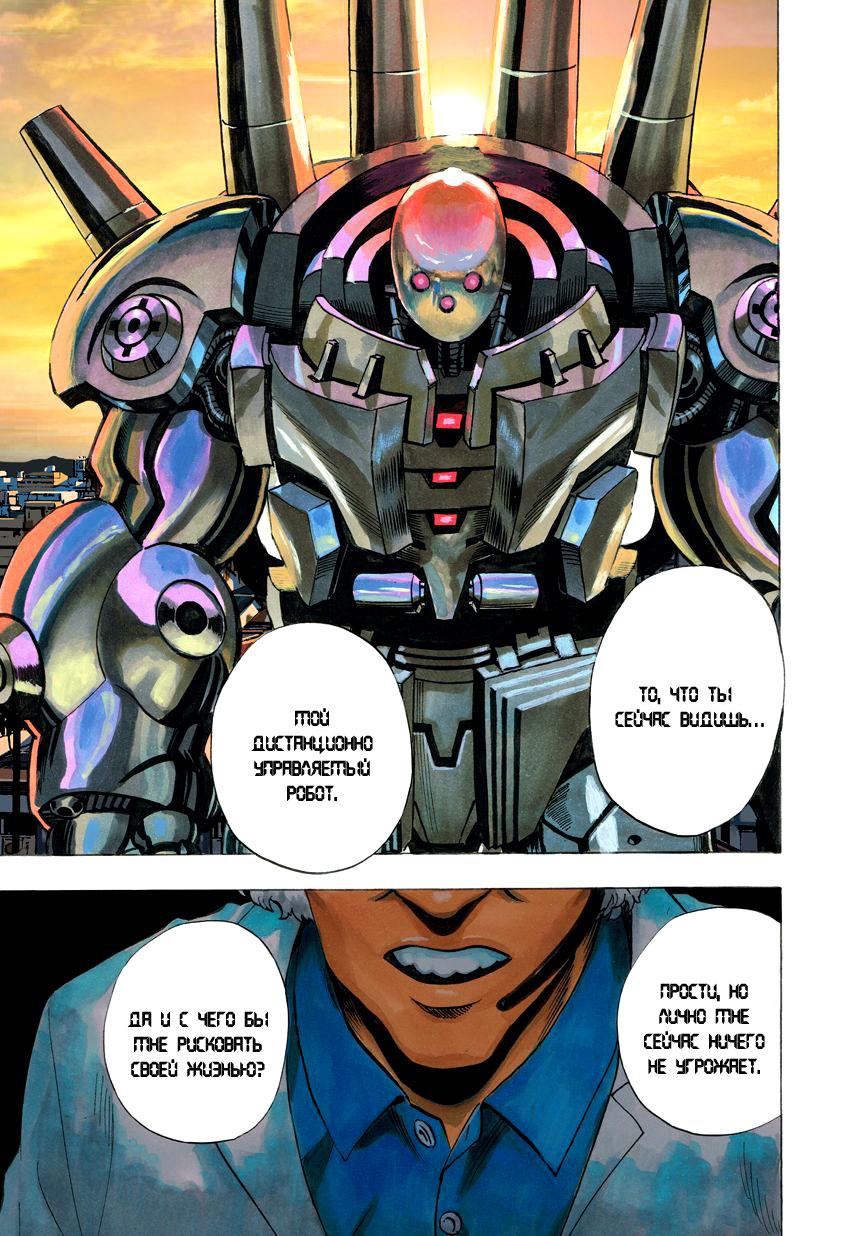 ТО, ЧТО ТЫ
СЕЙЧАС ВИДИШЬ...
МОЙ
ДИСТАНЦИОННО
УПРАВЛЯЕМЫЙ
РОБОТ.
ПРОСТИ, НО
ЛИЧНО МНЕ
СЕЙЧАС НИЧЕГО
НЕ УГРОЖАЕТ.
ДА И С ЧЕГО БЫ
МНЕ РИСКОВАТЬ
СВОЕЙ ЖИЗНЬЮ?